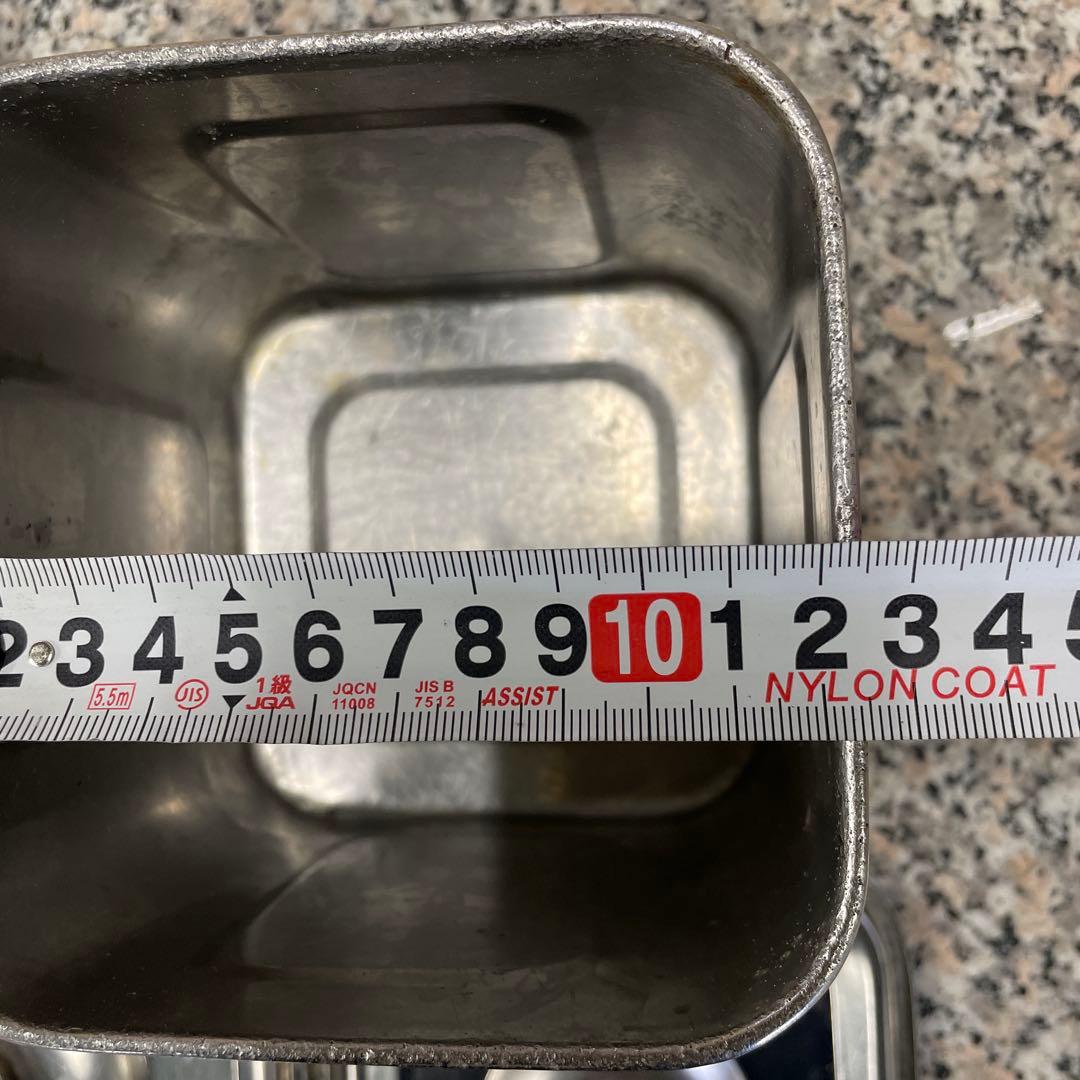 2 3 4 5 6 7 8 9 10 1 2 3 4 5
5.5m JIS 1級 JQA JQCN 11008 JIS B 7512 ASSIST NYLON COAT